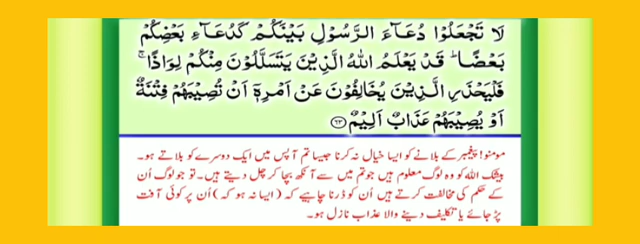 لَا تَجْعَلُوْا دُعَآءَ الرَّسُوْلِ بَيْنَكُمْ كَدُعَآءِ بَعْضِكُمْ
بَعْضًا ؕ قَدْ يَعْلَمُ اللّٰهُ الَّذِيْنَ يَتَسَلَّلُوْنَ مِنْكُمْ لِوَاذًا ۚ
فَلْيَحْذَرِ الَّذِيْنَ يُخَالِفُوْنَ عَنْ اَمْرِهٖۤ اَنْ تُصِيْبَهُمْ فِتْنَةٌ
اَوْ يُصِيْبَهُمْ عَذَابٌ اَلِيْمٌ ﴿۶۳﴾
مومنو! پیغمبر کے بلانے کو ایسا خیال نہ کرنا جیسا تم آپس میں ایک دوسرے کو بلاتے ہو۔
بیشک اللہ کو وہ لوگ معلوم ہیں جو تم میں سے آنکھ بچا کر چل دیتے ہیں۔ تو جو لوگ اُن
کے حکم کی مخالفت کرتے ہیں اُن کو ڈرنا چاہیے کہ (ایسا نہ ہو کہ) اُن پر کوئی آفت
پڑ جائے یا تکلیف دینے والا عذاب نازل ہو۔